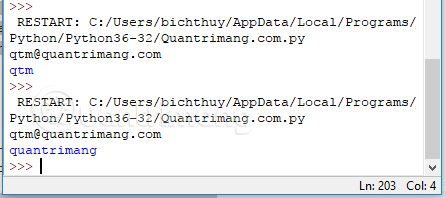 >>>
RESTART: C:/Users/bichthuy/AppData/Local/Programs/
Python/Python36-32/Quantrimang.com.py
qtm@quantrimang.com
qtm
>>>
RESTART: C:/Users/bichthuy/AppData/Local/Programs/
Python/Python36-32/Quantrimang.com.py
qtm@quantrimang.com
quantrimang
>>>
Ln: 203 Col: 4